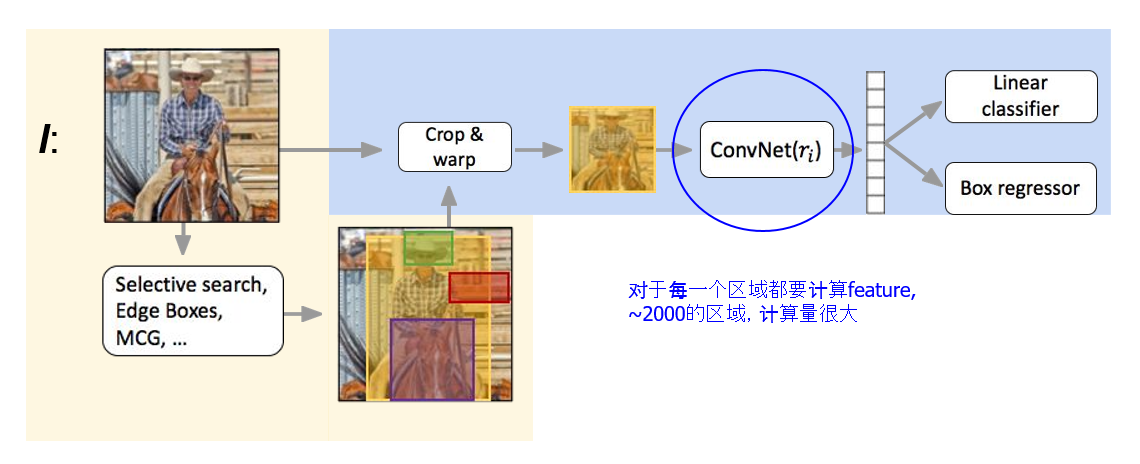 I:
Crop &
warp
ConvNet(rᵢ)
Linear
classifier
Box regressor
Selective search,
Edge Boxes,
MCG, ...
对于每一个区域都要计算feature,
~2000的区域, 计算量很大